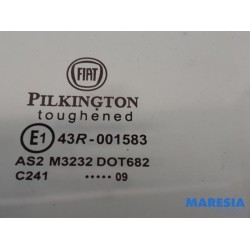 FIAT
PILKINGTON
toughened
E1 43R-001583
AS2 M3232 DOT682
C241 ····· 09
MARESIA